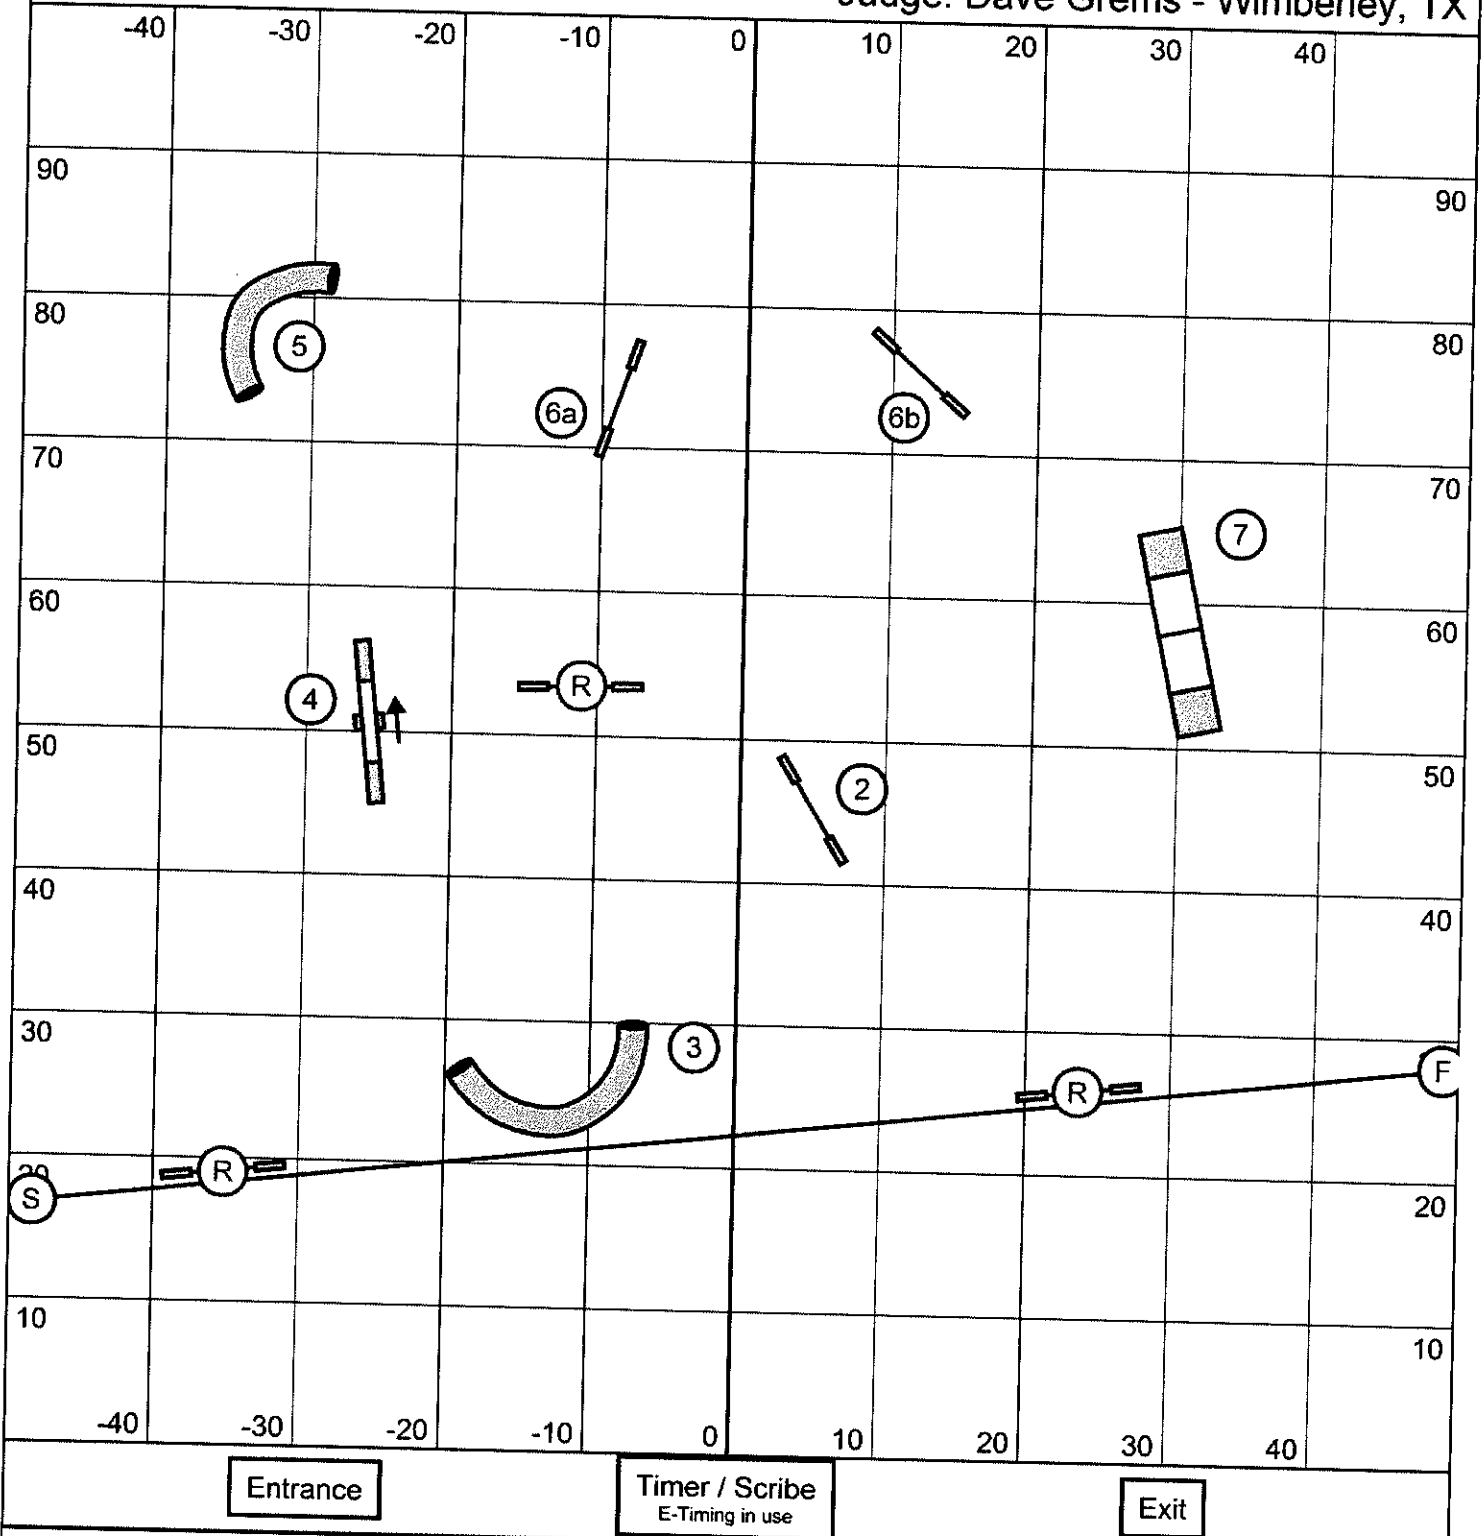 Judge: Dave Grems - Wimberley, TX
-40 -30 -20 -10 0 10 20 30 40
90 90
80 80
5
6a 6b
70 70
7
60 60
4 R
50 50
2
40 40
30 3
R F
20 R
S 20
10 10
-40 -30 -20 -10 0 10 20 30 40
Entrance Timer / Scribe Exit
E-Timing in use